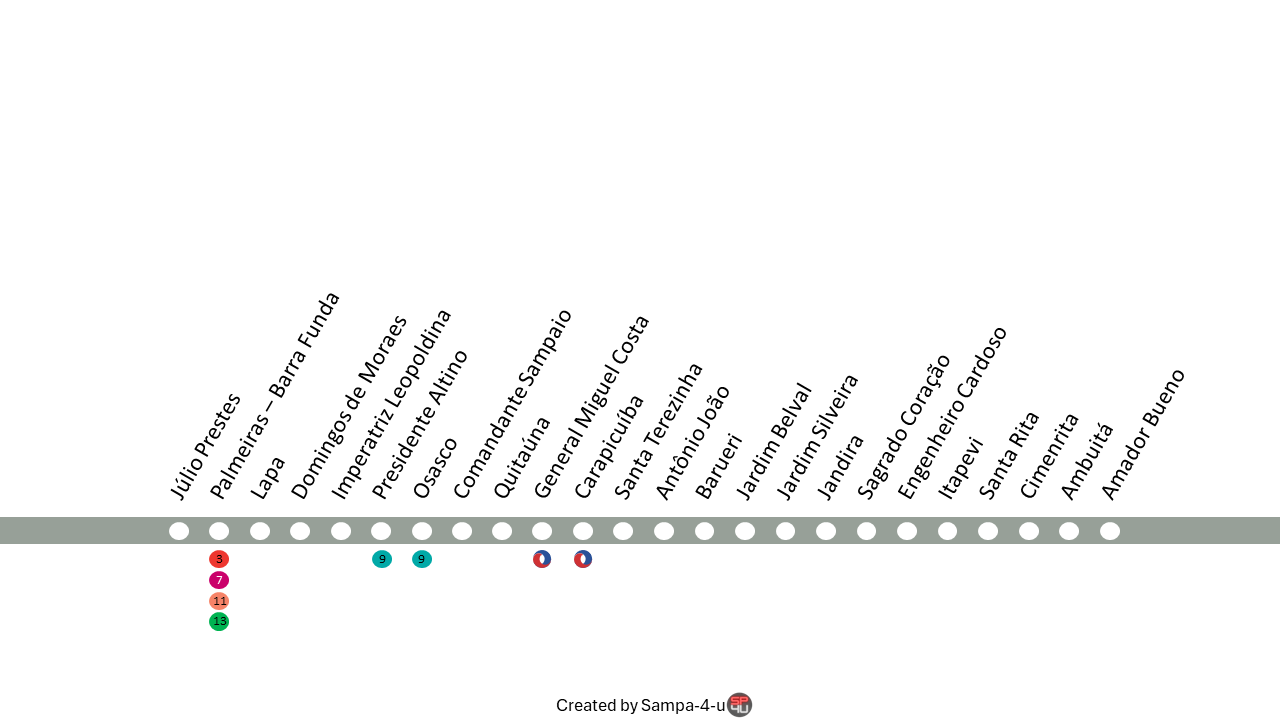 Júlio Prestes
Palmeiras – Barra Funda
Lapa
Domingos de Moraes
Imperatriz Leopoldina
Presidente Altino
Osasco
Comandante Sampaio
Quitaúna
General Miguel Costa
Carapicuíba
Santa Terezinha
Antônio João
Barueri
Jardim Belval
Jardim Silveira
Jandira
Sagrado Coração
Engenheiro Cardoso
Itapevi
Santa Rita
Cimenrita
Ambuitá
Amador Bueno
3
7
11
13
9
9
Created by Sampa-4-u
SP
4U